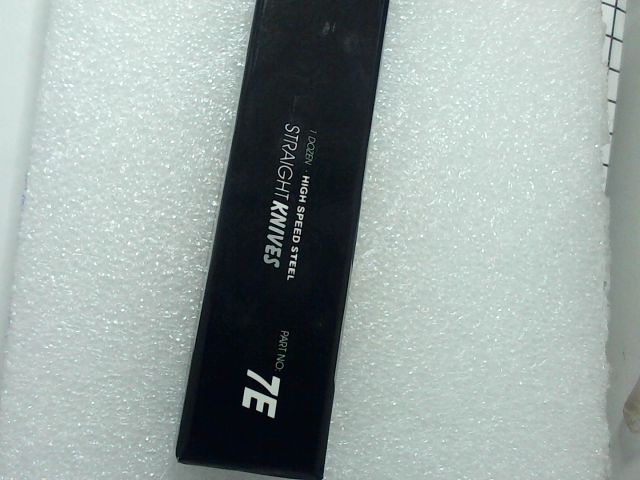 1 DOZEN · HIGH SPEED STEEL
STRAIGHT KNIVES
PART NO.
7E